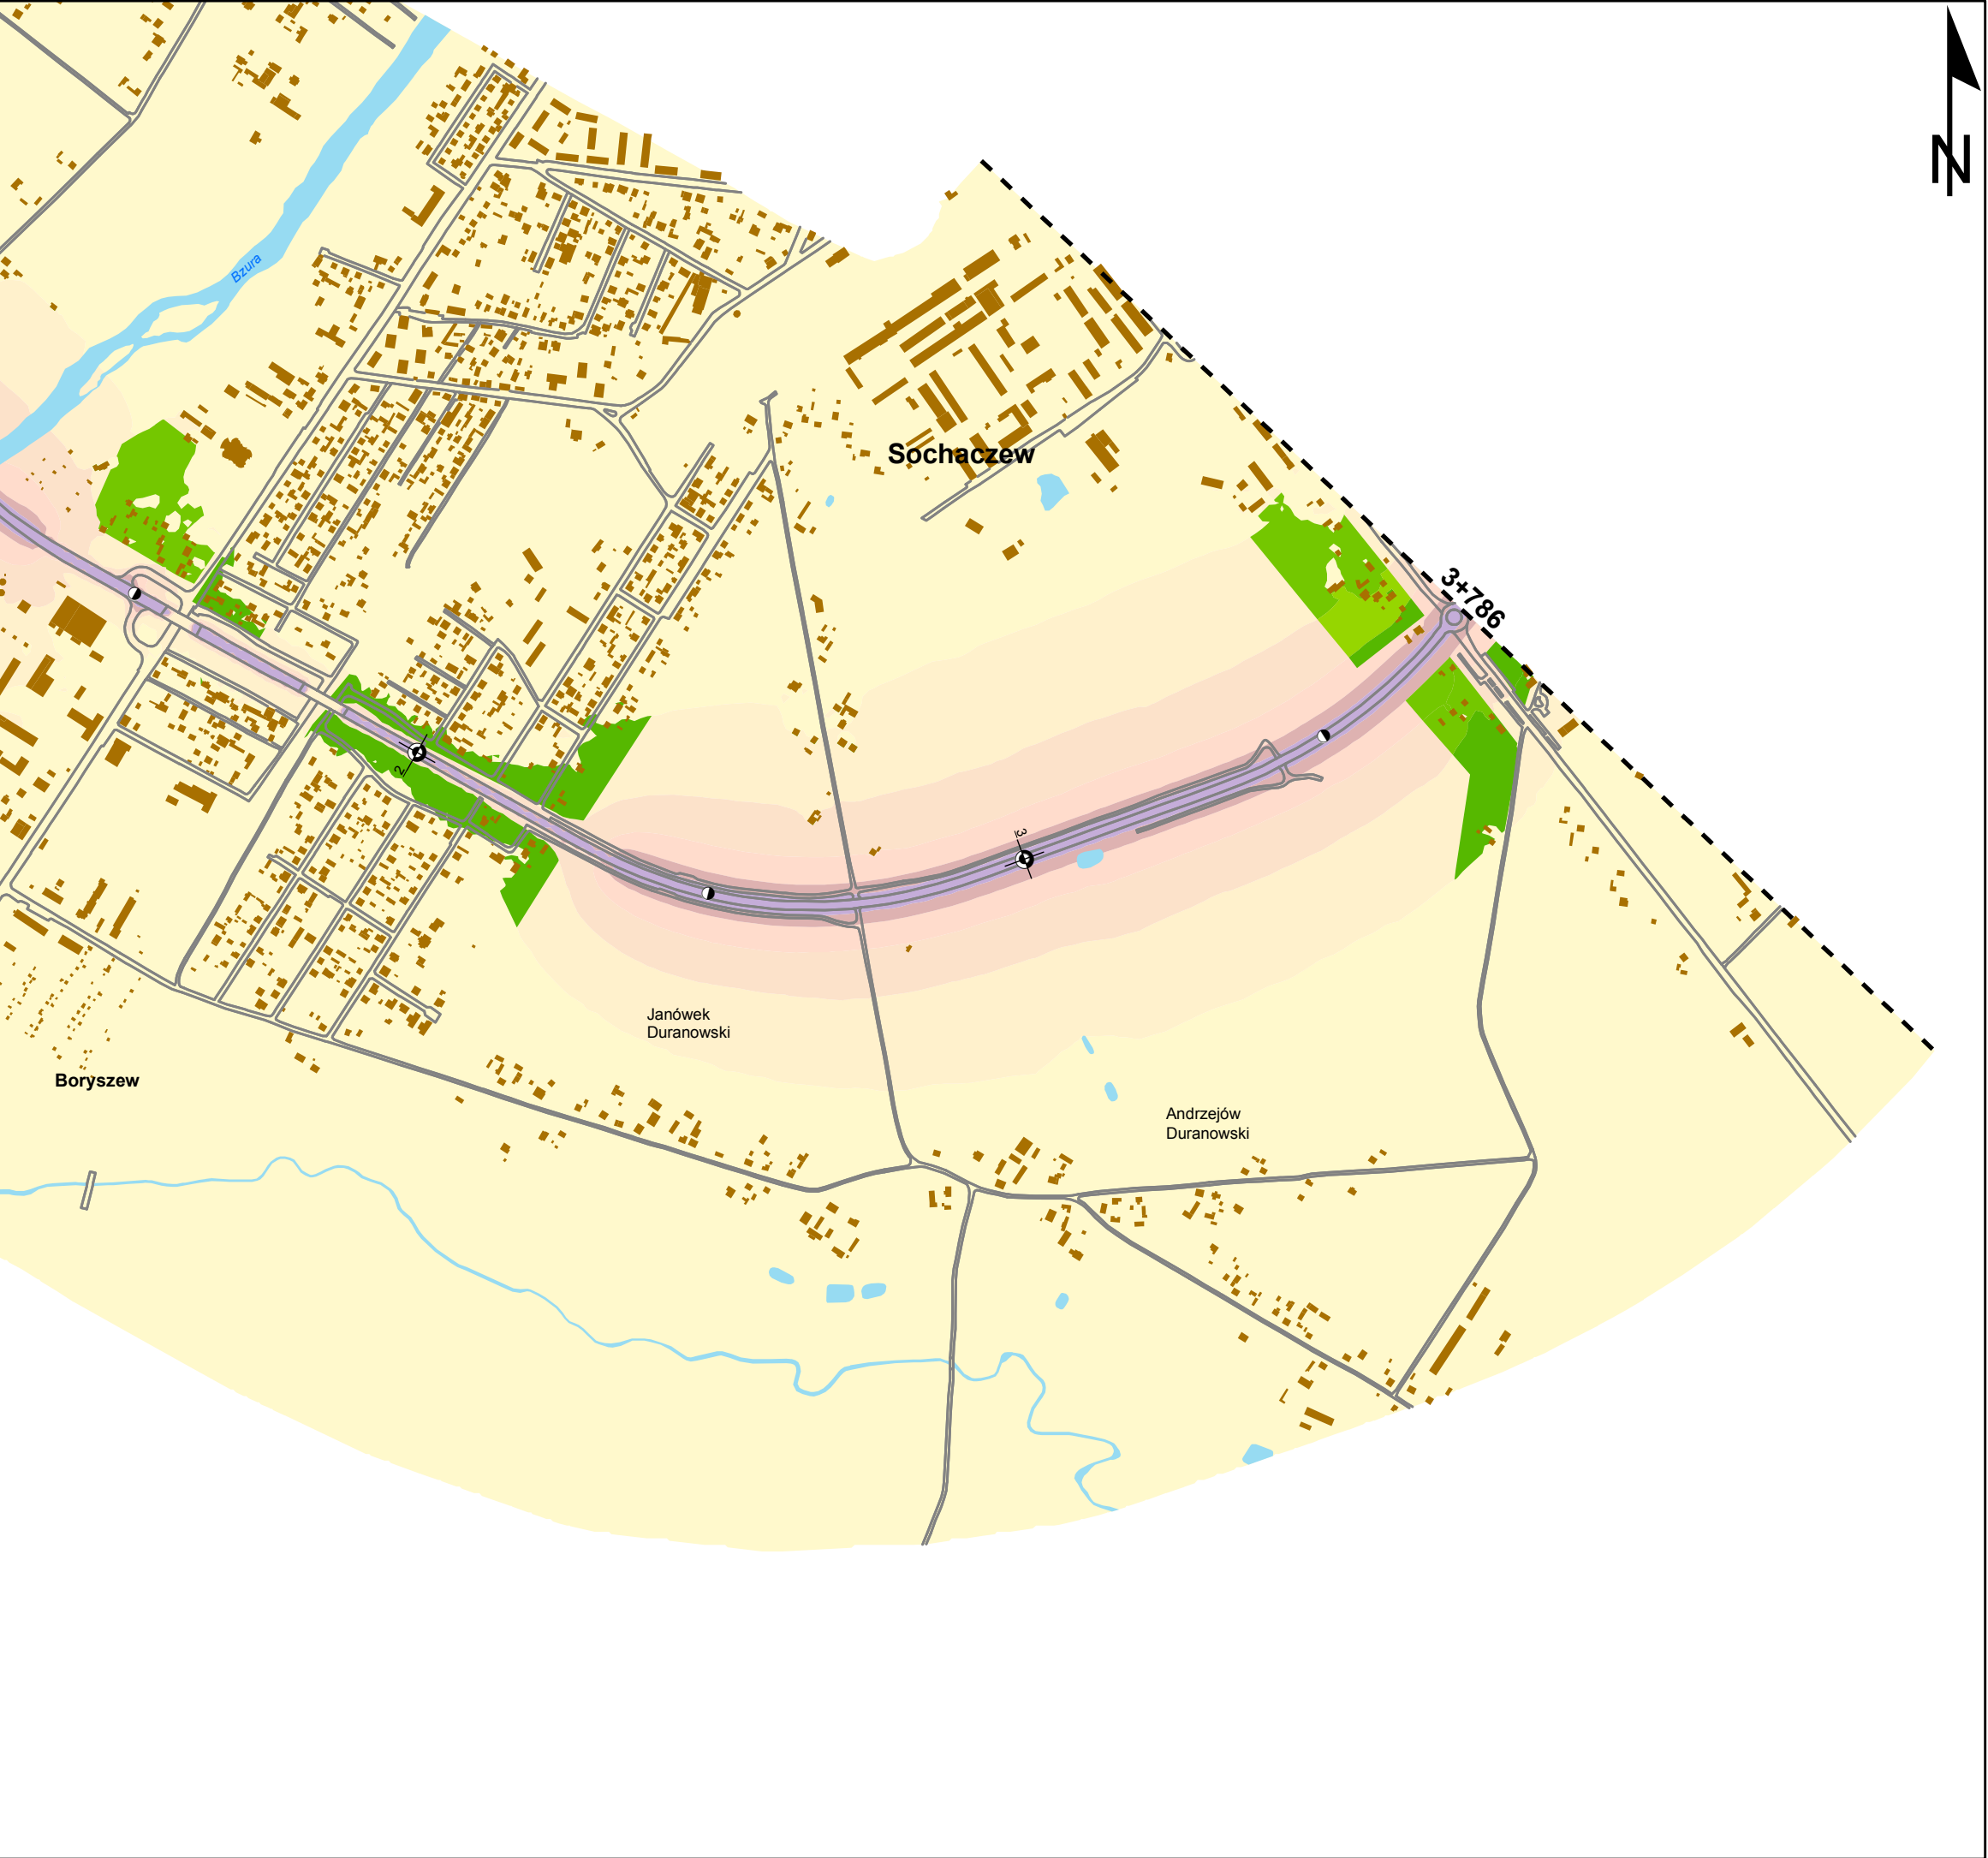 N
Bzura
Sochaczew
3+786
2
3
Janówek
Duranowski
Boryszew
Andrzejów
Duranowski